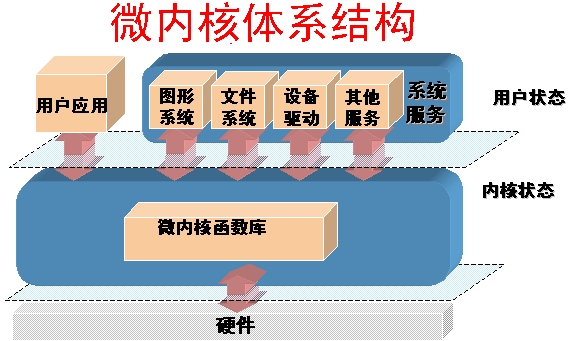 微内核体系结构
用户应用
图形
系统
文件
系统
设备
驱动
其他
服务
系统
服务
用户状态
内核状态
微内核函数库
硬件